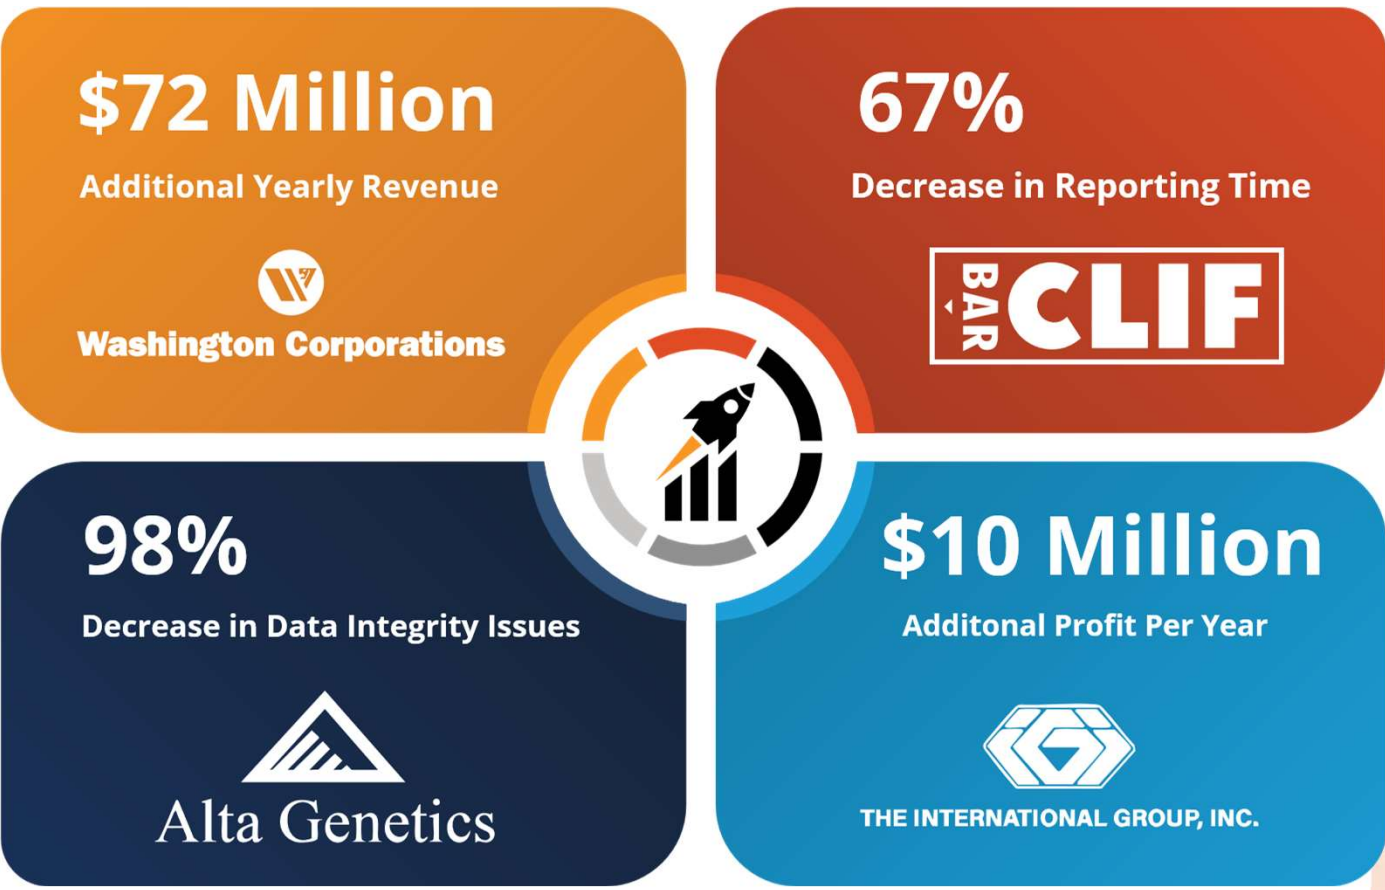 $72 Million
Additional Yearly Revenue
Washington Corporations
67%
Decrease in Reporting Time
BAR CLIF
98%
Decrease in Data Integrity Issues
Alta Genetics
$10 Million
Additonal Profit Per Year
IGI
THE INTERNATIONAL GROUP, INC.